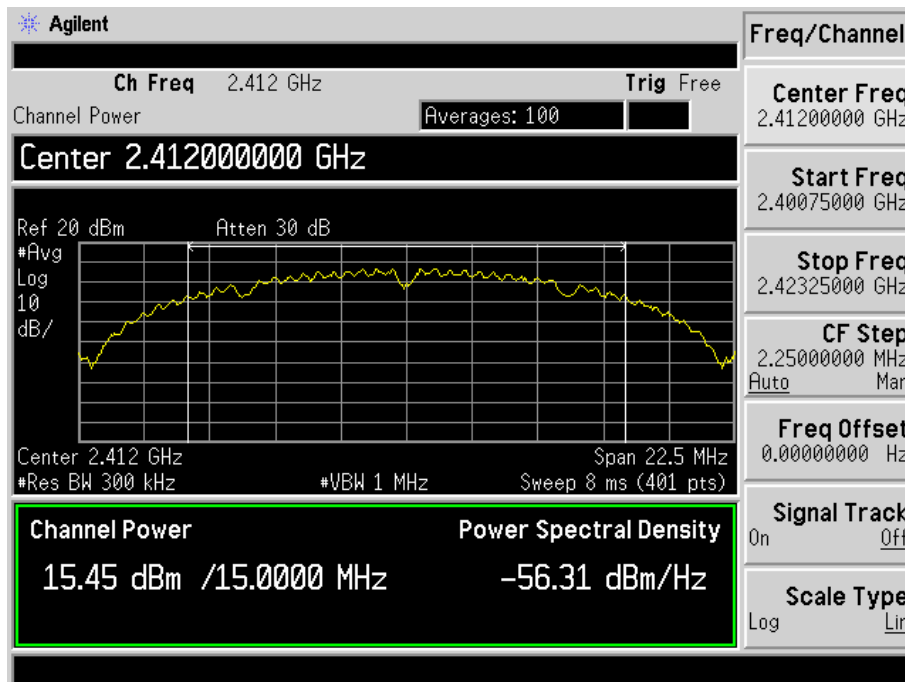 Agilent
Ch Freq 2.412 GHz Trig Free
Channel Power Averages: 100
Center 2.412000000 GHz
Ref 20 dBm Atten 30 dB
#Avg
Log
10
dB/
Center 2.412 GHz Span 22.5 MHz
#Res BW 300 kHz #VBW 1 MHz Sweep 8 ms (401 pts)
Channel Power Power Spectral Density
15.45 dBm /15.0000 MHz -56.31 dBm/Hz
Freq/Channel
Center Freq
2.41200000 GHz
Start Freq
2.40075000 GHz
Stop Freq
2.42325000 GHz
CF Step
2.25000000 MHz
Auto Man
Freq Offset
0.00000000 Hz
Signal Track
On Off
Scale Type
Log Lin